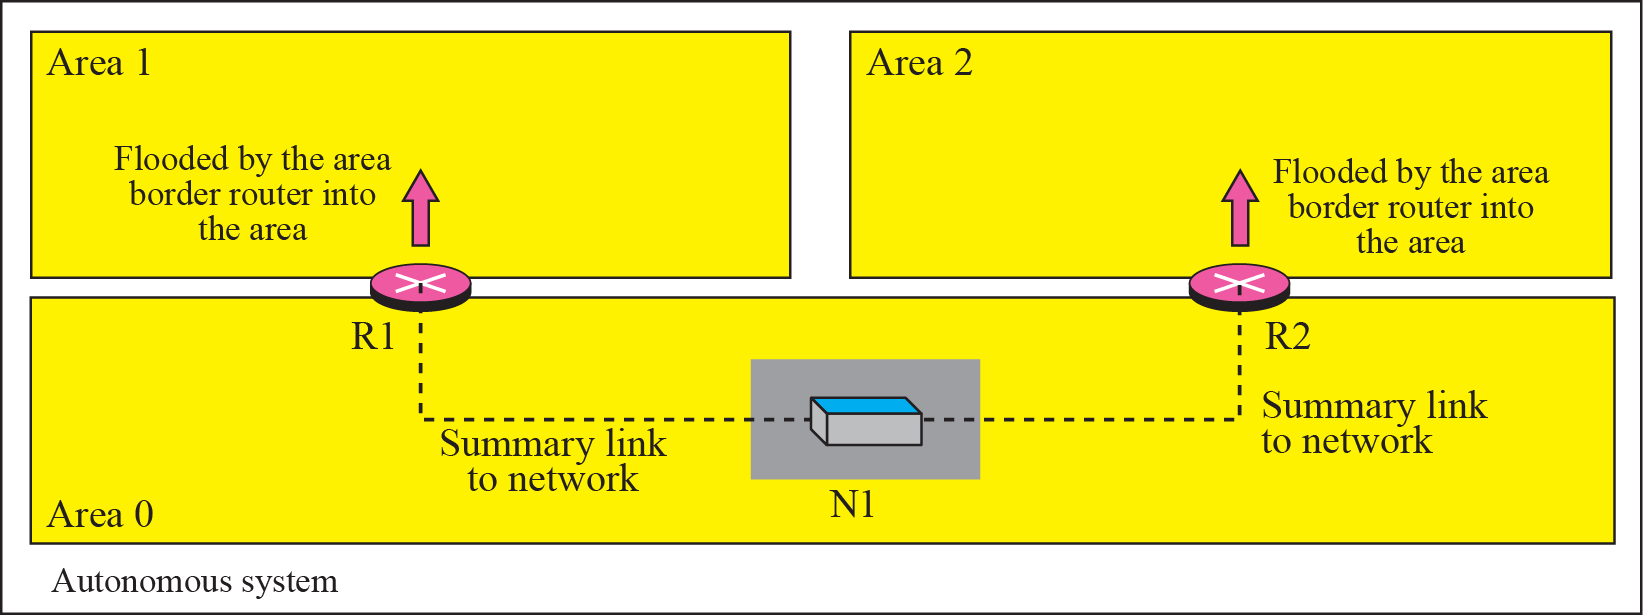 Area 1
Flooded by the area
border router into
the area
Area 2
Flooded by the area
border router into
the area
R1
R2
Summary link
to network
Summary link
to network
N1
Area 0
Autonomous system